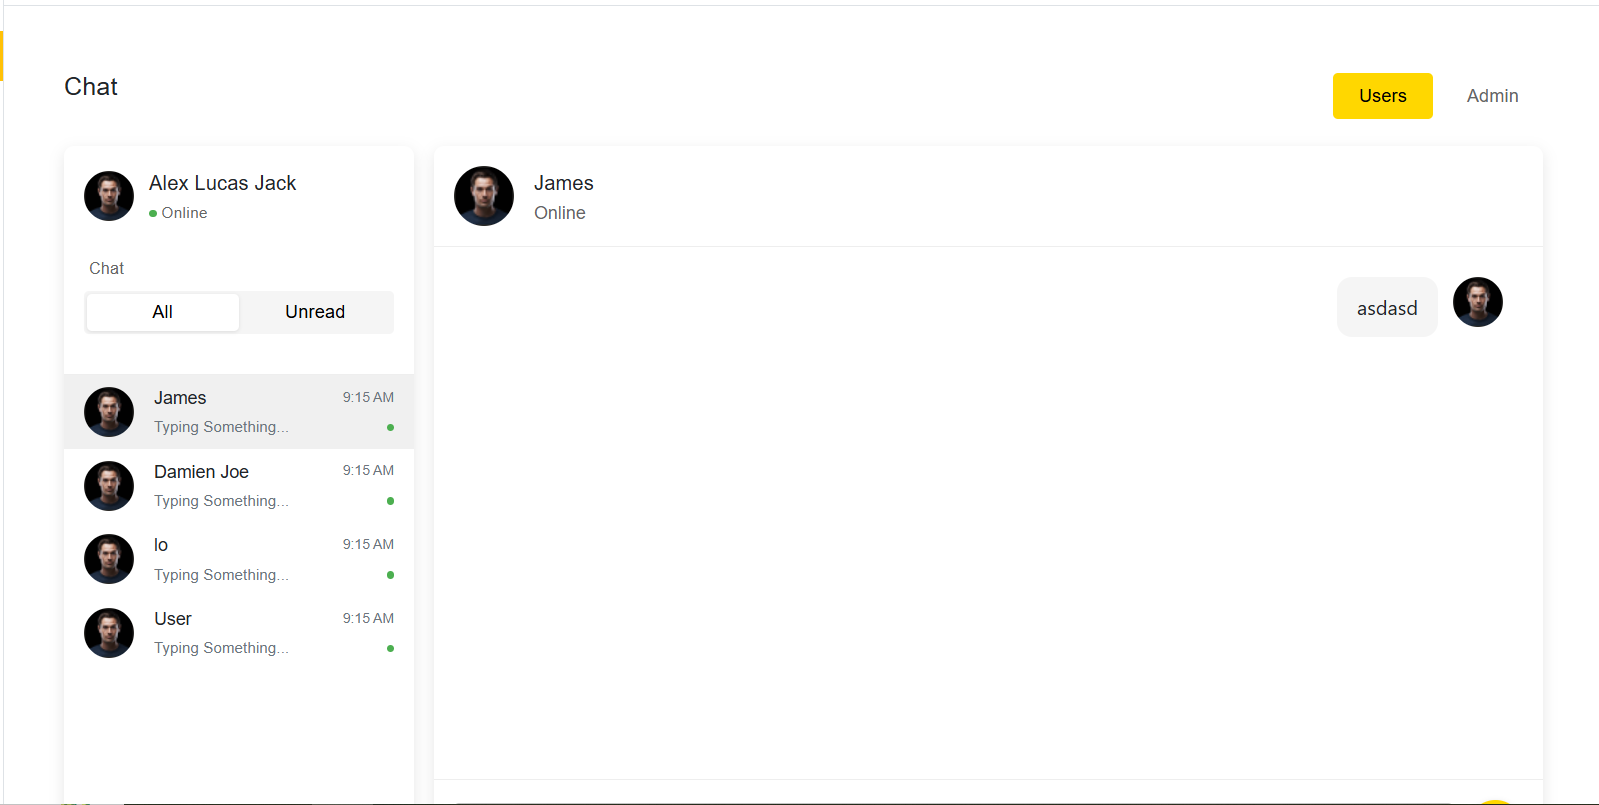 Chat
Users
Admin
Alex Lucas Jack
Online
Chat
All
Unread
James
9:15 AM
Typing Something...
Damien Joe
9:15 AM
Typing Something...
lo
9:15 AM
Typing Something...
User
9:15 AM
Typing Something...
James
Online
asdasd